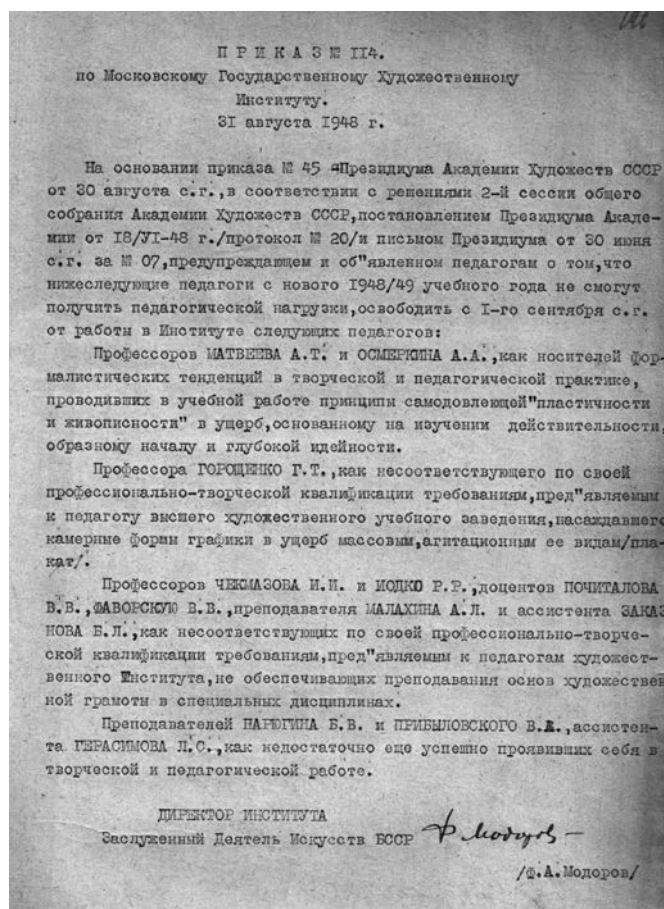 П Р И К А З № II4.
по Московскому Государственному Художественному
Институту.
3I августа I948 г.
На основании приказа № 45 Президиума Академии Художеств СССР
от 30 августа с.г.,в соответствии с решениями 2-й сессии общего
собрания Академии Художеств СССР,постановлением Президиума Акаде-
мии от I8/УI-48 г./протокол № 20/и письмом Президиума от 30 июня
с.г. за № 07,предупреждающем и об"явленном педагогам о том,что
нижеследующие педагоги с нового I948/49 учебного года не смогут
получить педагогической нагрузки,освободить с I-го сентября с.г.
от работы в Институте следующих педагогов:
Профессоров МАТВЕЕВА А.Т. и ОСМЕРКИНА А.А.,как носителей фор-
малистических тенденций в творческой и педагогической практике,
проводивших в учебной работе принципы самодовлеющей"пластичности
и живописности" в ущерб,основанному на изучении действительности,
образному началу и глубокой идейности.
Профессора ГОРОЩЕНКО Г.Т.,как несоответствующего по своей
профессионально-творческой квалификации требованиям,пред"являемым
к педагогу высшего художественного учебного заведения,насаждавшего
камерные формы графики в ущерб массовым,агитационным ее видам/пла-
кат/.
Профессоров ЧЕКМАЗОВА И.И. и ИОДКО Р.Р.,доцентов ПОЧИТАЛОВА
В.В.,ФАВОРСКУЮ В.В.,преподавателя МАЛАХИНА А.Л. и ассистента ЗАКАЗ
НОВА Б.Л.,как несоответствующих по своей профессионально-творче-
ской квалификации требованиям,пред"являемым к педагогам художест-
венного Института,не обеспечивающих преподавания основ художествен
ной грамоты в специальных дисциплинах.
Преподавателей Б.В. и ПРИБЫЛОВСКОГО В.А.,ассистен-
та ГЕРАСИМОВА Л.С.,как недостаточно еще успешно проявивших себя в
творческой и педагогической работе.
ДИРЕКТОР ИНСТИТУТА
Заслуженный Деятель Искусств БССР Ф Модоров
/Ф.А.Модоров/